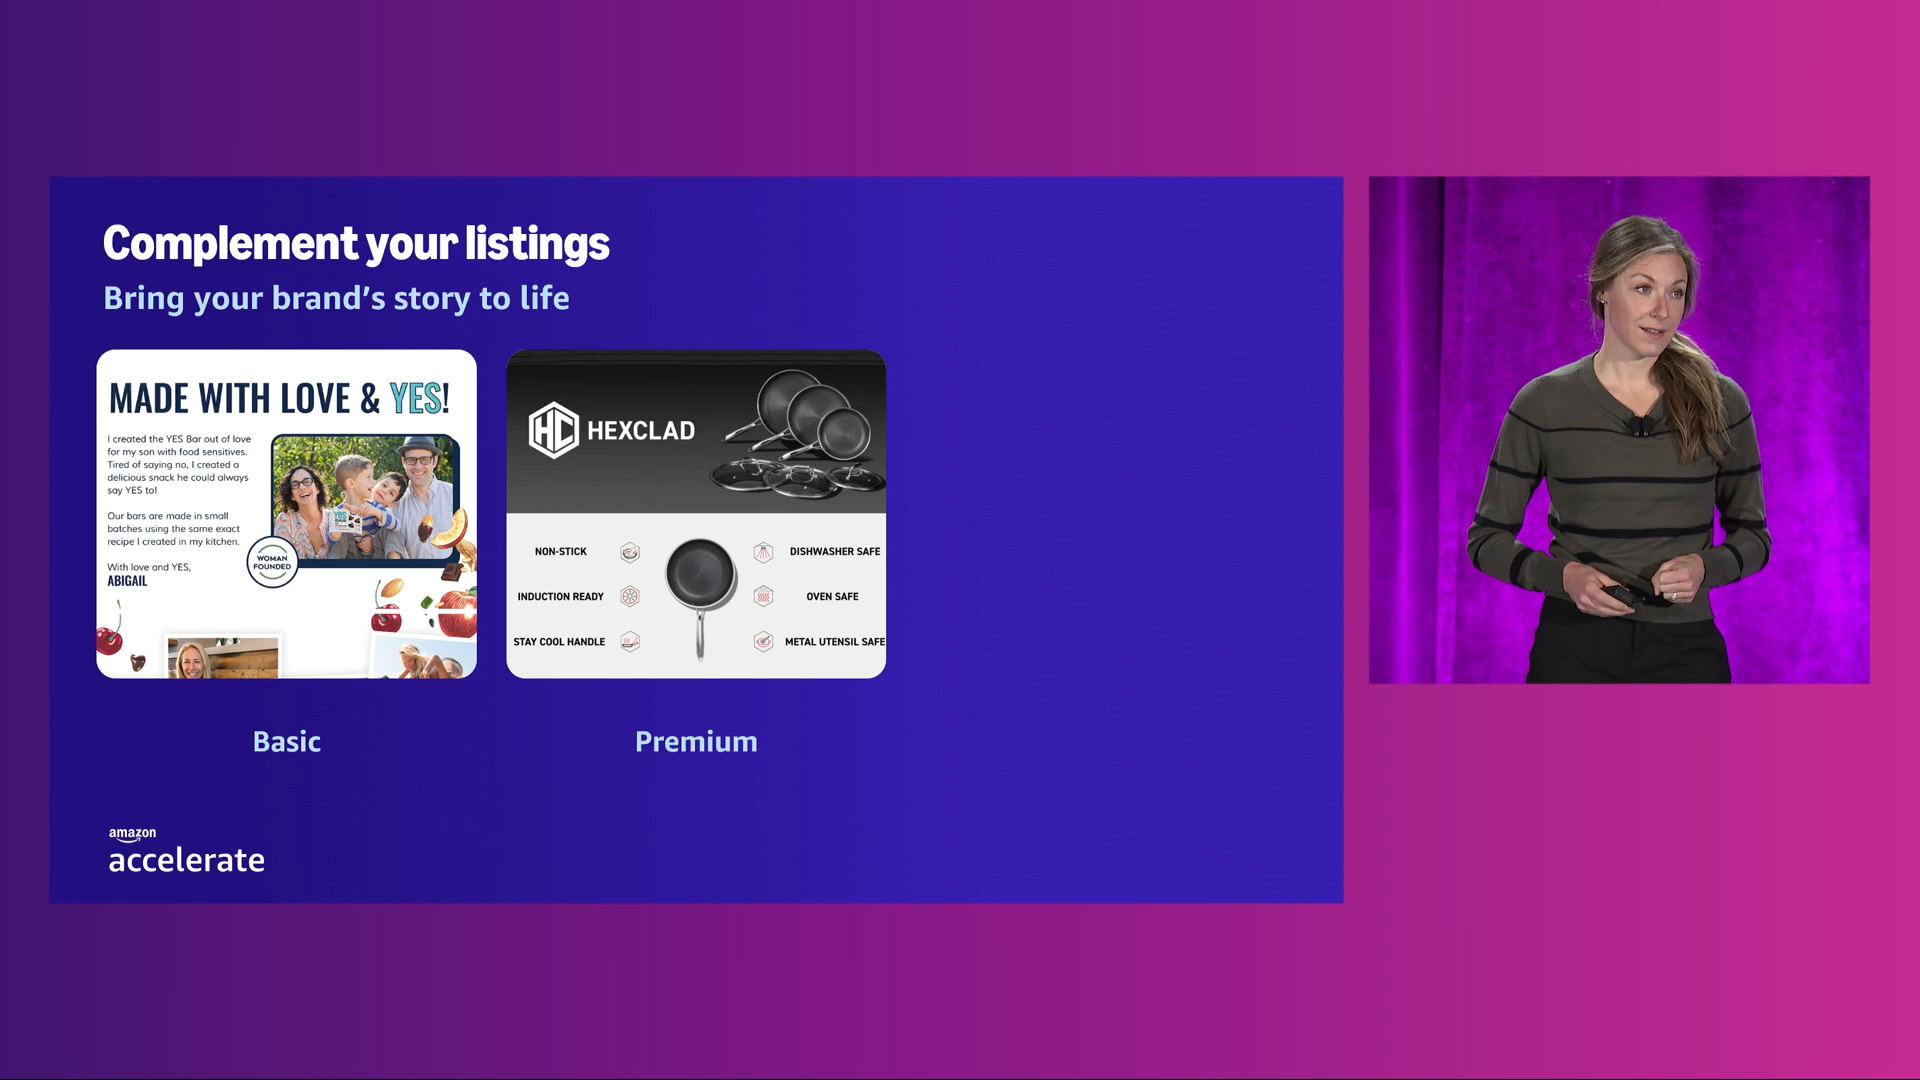 Complement your listings
Bring your brand's story to life
MADE WITH LOVE & YES!
I created the YES Bar out of love
for my son with food sensitives.
Tired of saying no, I created a
delicious snack he could always
say YES to!
Our bars are made in small
batches using the same exact
recipe I created in my kitchen.
With love and YES,
ABIGAIL
WOMAN
FOUNDED
YES
BAR
HC HEXCLAD
NON-STICK
DISHWASHER SAFE
INDUCTION READY
OVEN SAFE
STAY COOL HANDLE
METAL UTENSIL SAFE
Basic
Premium
amazon
accelerate